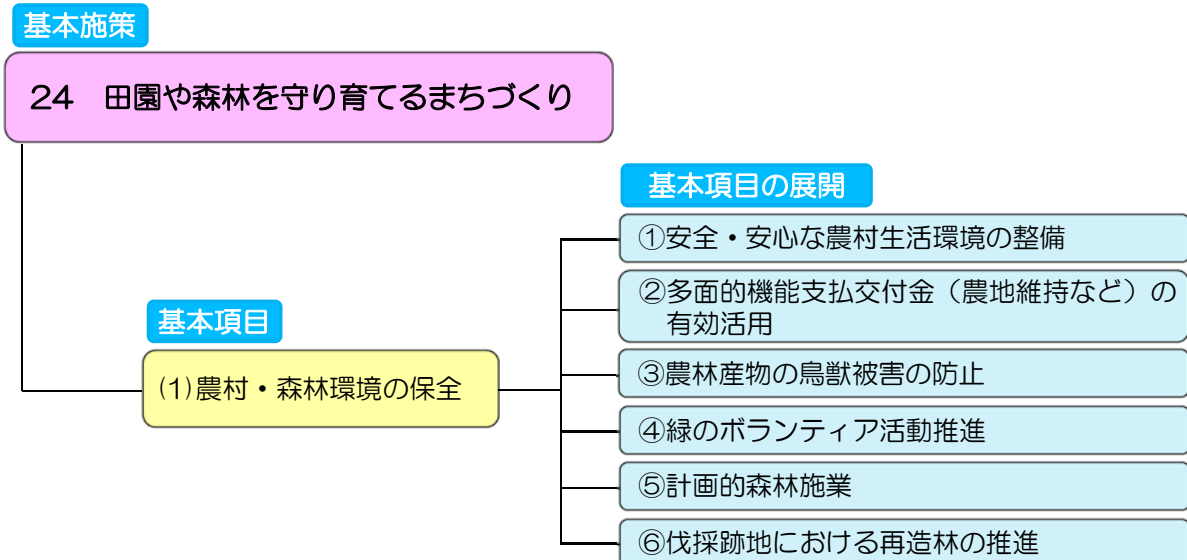 基本施策
24 田園や森林を守り育てるまちづくり
基本項目の展開
①安全・安心な農村生活環境の整備
②多面的機能支払交付金（農地維持など）の
有効活用
基本項目
(1)農村・森林環境の保全
③農林産物の鳥獣被害の防止
④緑のボランティア活動推進
⑤計画的森林施業
⑥伐採跡地における再造林の推進